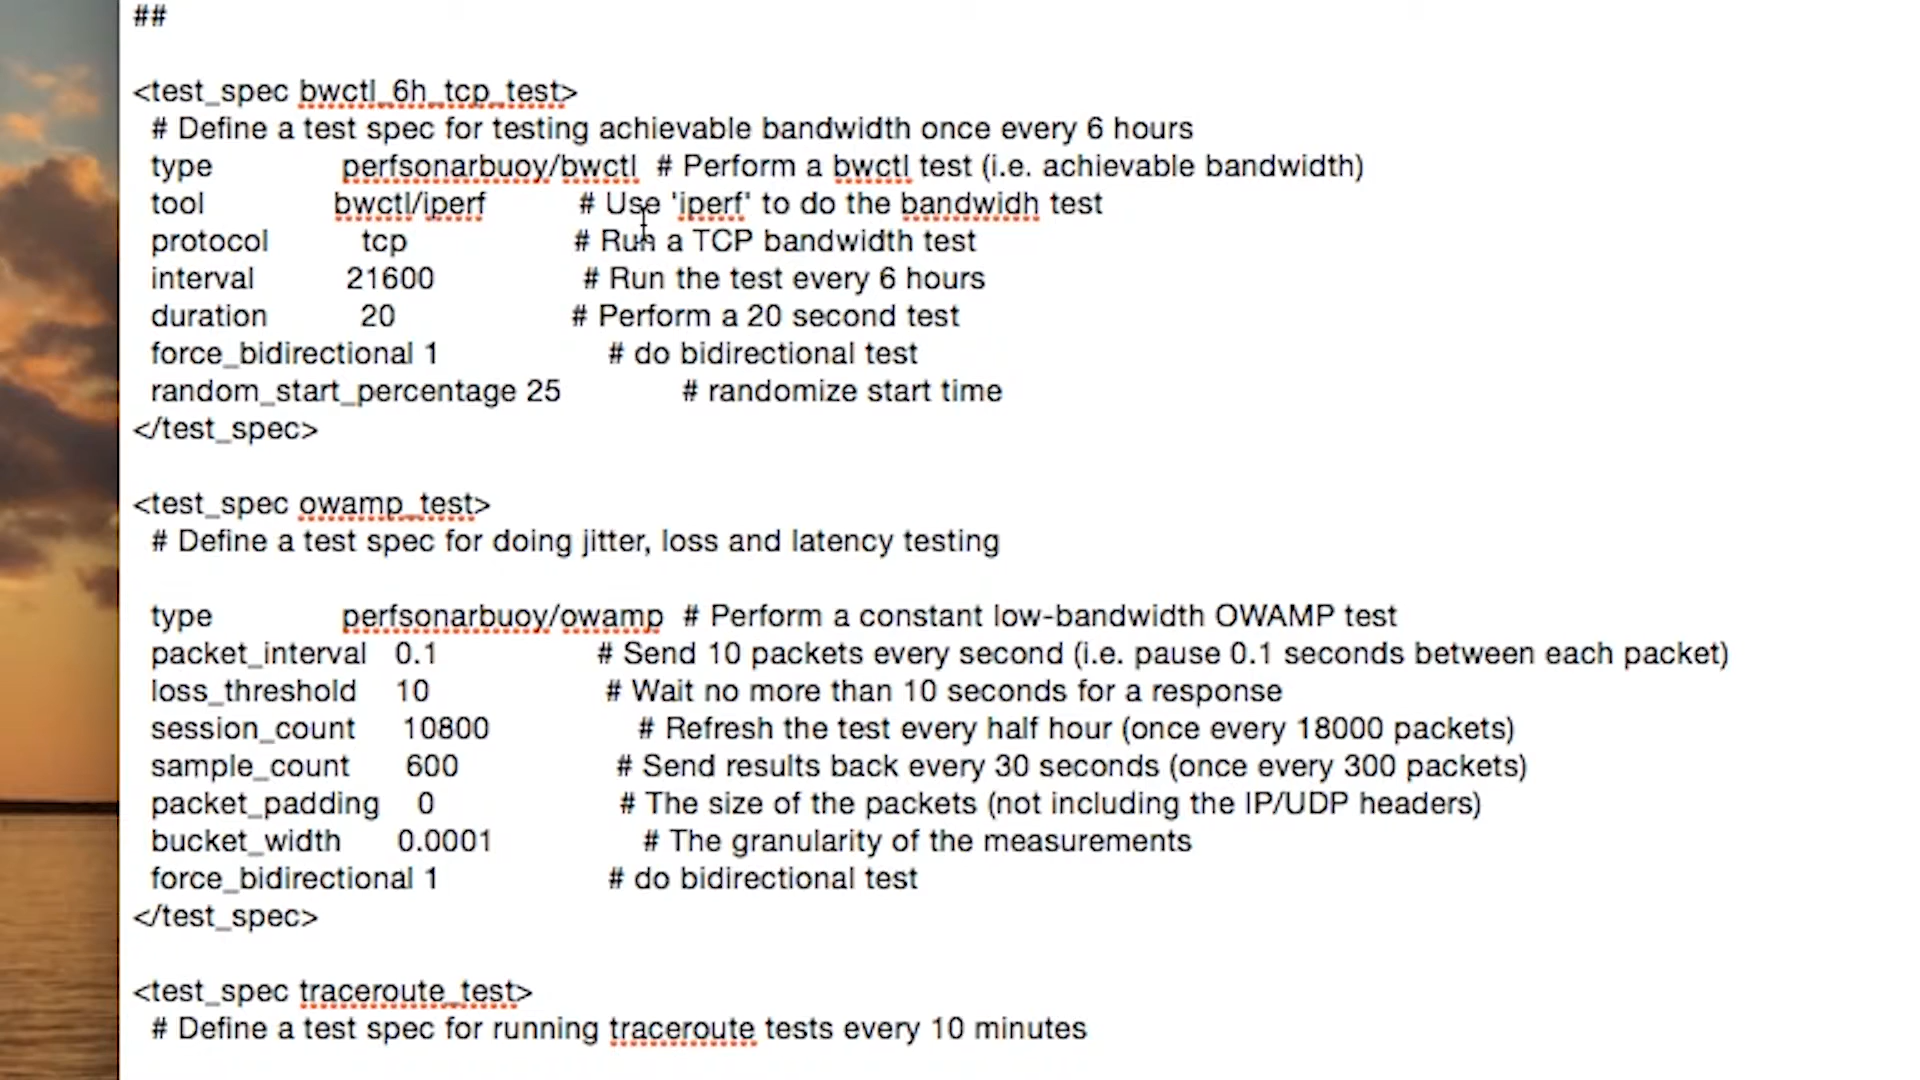 ##
<test_spec bwctl_6h_tcp_test>
# Define a test spec for testing achievable bandwidth once every 6 hours
type perfsonarbuoy/bwctl # Perform a bwctl test (i.e. achievable bandwidth)
tool bwctl/iperf # Use 'iperf' to do the bandwidh test
protocol tcp # Run a TCP bandwidth test
interval 21600 # Run the test every 6 hours
duration 20 # Perform a 20 second test
force_bidirectional 1 # do bidirectional test
random_start_percentage 25 # randomize start time
</test_spec>
<test_spec owamp_test>
# Define a test spec for doing jitter, loss and latency testing
type perfsonarbuoy/owamp # Perform a constant low-bandwidth OWAMP test
packet_interval 0.1 # Send 10 packets every second (i.e. pause 0.1 seconds between each packet)
loss_threshold 10 # Wait no more than 10 seconds for a response
session_count 10800 # Refresh the test every half hour (once every 18000 packets)
sample_count 600 # Send results back every 30 seconds (once every 300 packets)
packet_padding 0 # The size of the packets (not including the IP/UDP headers)
bucket_width 0.0001 # The granularity of the measurements
force_bidirectional 1 # do bidirectional test
</test_spec>
<test_spec traceroute_test>
# Define a test spec for running traceroute tests every 10 minutes